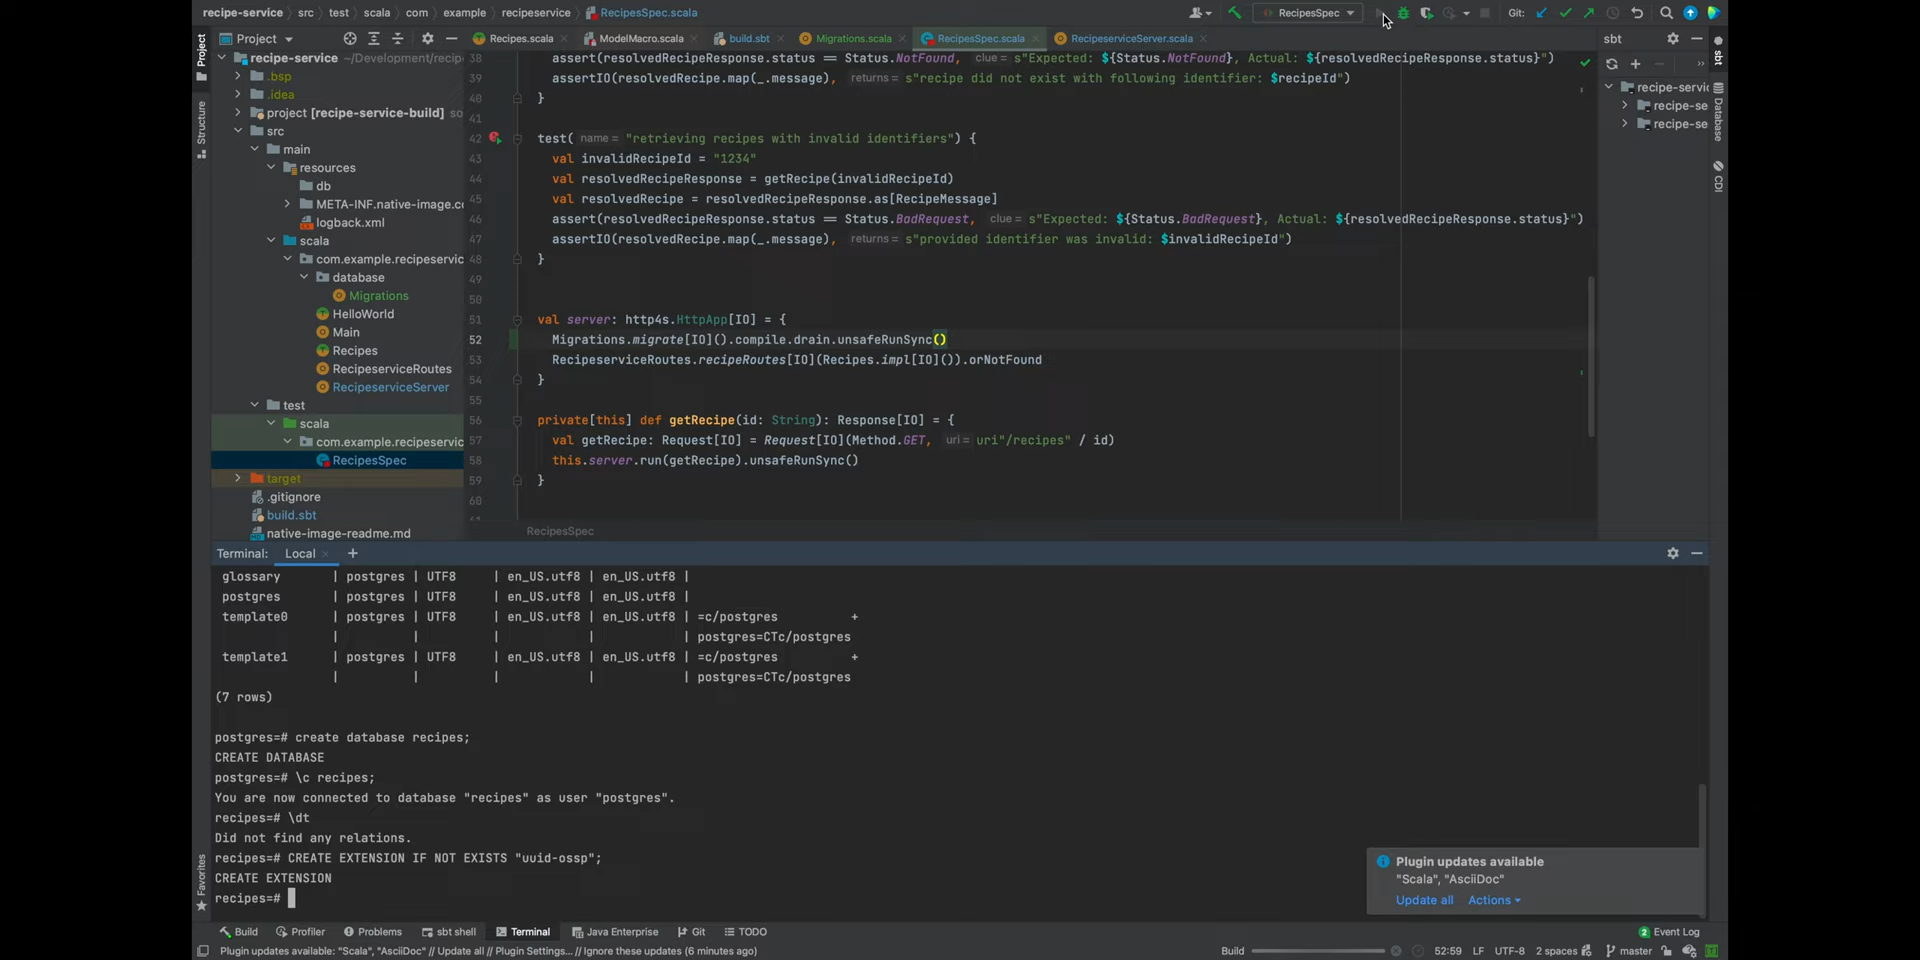 recipe-service › src › test › scala › com › example › recipeservice › RecipesSpec.scala
RecipesSpec
Git:
Project
Recipes.scala
ModelMacro.scala
build.sbt
Migrations.scala
RecipesSpec.scala
RecipeserviceServer.scala
sbt
Project
Structure
Favorites
recipe-service ~/Development/recip
.bsp
.idea
project [recipe-service-build] so
src
main
resources
db
META-INF.native-image.c
logback.xml
scala
com.example.recipeservic
database
Migrations
HelloWorld
Main
Recipes
RecipeserviceRoutes
RecipeserviceServer
test
scala
com.example.recipeservic
RecipesSpec
target
.gitignore
build.sbt
native-image-readme.md
38 assert(resolvedRecipeResponse.status == Status.NotFound, clue = s"Expected: ${Status.NotFound}, Actual: ${resolvedRecipeResponse.status}")
39 assertIO(resolvedRecipe.map(_.message), returns = s"recipe did not exist with following identifier: $recipeId")
40 }
41
42 test( name = "retrieving recipes with invalid identifiers") {
43 val invalidRecipeId = "1234"
44 val resolvedRecipeResponse = getRecipe(invalidRecipeId)
45 val resolvedRecipe = resolvedRecipeResponse.as[RecipeMessage]
46 assert(resolvedRecipeResponse.status == Status.BadRequest, clue = s"Expected: ${Status.BadRequest}, Actual: ${resolvedRecipeResponse.status}")
47 assertIO(resolvedRecipe.map(_.message), returns = s"provided identifier was invalid: $invalidRecipeId")
48 }
49
50
51 val server: http4s.HttpApp[IO] = {
52 Migrations.migrate[IO]().compile.drain.unsafeRunSync()
53 RecipeserviceRoutes.recipeRoutes[IO](Recipes.impl[IO]()).orNotFound
54 }
55
56 private[this] def getRecipe(id: String): Response[IO] = {
57 val getRecipe: Request[IO] = Request[IO](Method.GET, uri = uri"/recipes" / id)
58 this.server.run(getRecipe).unsafeRunSync()
59 }
60
RecipesSpec
recipe-servic
recipe-se
recipe-se
sbt
Database
CDI
Terminal: Local × +
glossary | postgres | UTF8 | en_US.utf8 | en_US.utf8 |
postgres | postgres | UTF8 | en_US.utf8 | en_US.utf8 |
template0 | postgres | UTF8 | en_US.utf8 | en_US.utf8 | =c/postgres +
| | | | | postgres=CTc/postgres
template1 | postgres | UTF8 | en_US.utf8 | en_US.utf8 | =c/postgres +
| | | | | postgres=CTc/postgres
(7 rows)
postgres=# create database recipes;
CREATE DATABASE
postgres=# \c recipes;
You are now connected to database "recipes" as user "postgres".
recipes=# \dt
Did not find any relations.
recipes=# CREATE EXTENSION IF NOT EXISTS "uuid-ossp";
CREATE EXTENSION
recipes=#
Plugin updates available
"Scala", "AsciiDoc"
Update all Actions
Build Profiler Problems sbt shell Terminal Java Enterprise Git TODO
2 Event Log
Plugin updates available: "Scala", "AsciiDoc" // Update all // Plugin Settings... // Ignore these updates (6 minutes ago)
Build 52:59 LF UTF-8 2 spaces master